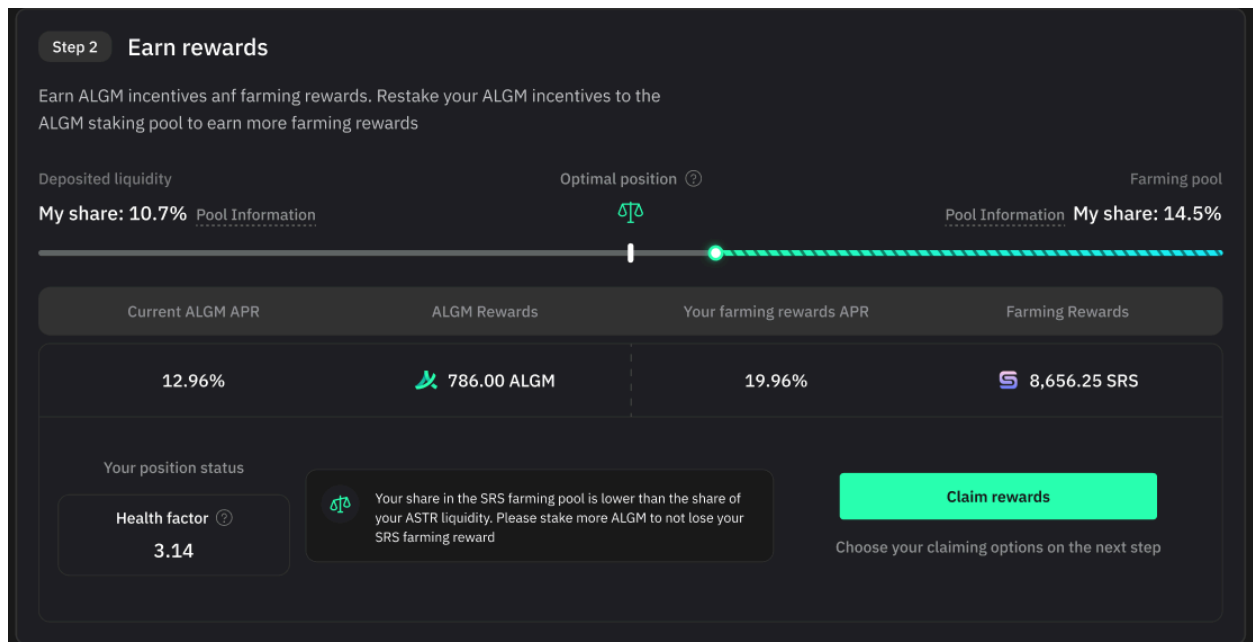 Step 2 Earn rewards
Earn ALGM incentives anf farming rewards. Restake your ALGM incentives to the
ALGM staking pool to earn more farming rewards
Deposited liquidity Optimal position ? Farming pool
My share: 10.7% Pool Information Pool Information My share: 14.5%
Current ALGM APR ALGM Rewards Your farming rewards APR Farming Rewards
12.96% 786.00 ALGM 19.96% 8,656.25 SRS
Your position status
Health factor ?
3.14
Your share in the SRS farming pool is lower than the share of
your ASTR liquidity. Please stake more ALGM to not lose your
SRS farming reward
Claim rewards
Choose your claiming options on the next step